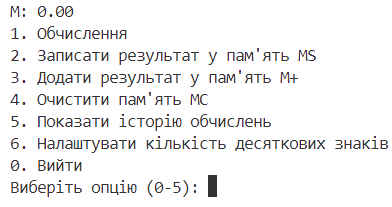 M: 0.00
1. Обчислення
2. Записати результат у пам'ять MS
3. Додати результат у пам'ять M+
4. Очистити пам'ять MC
5. Показати історію обчислень
6. Налаштувати кількість десяткових знаків
0. Вийти
Виберіть опцію (0-5):